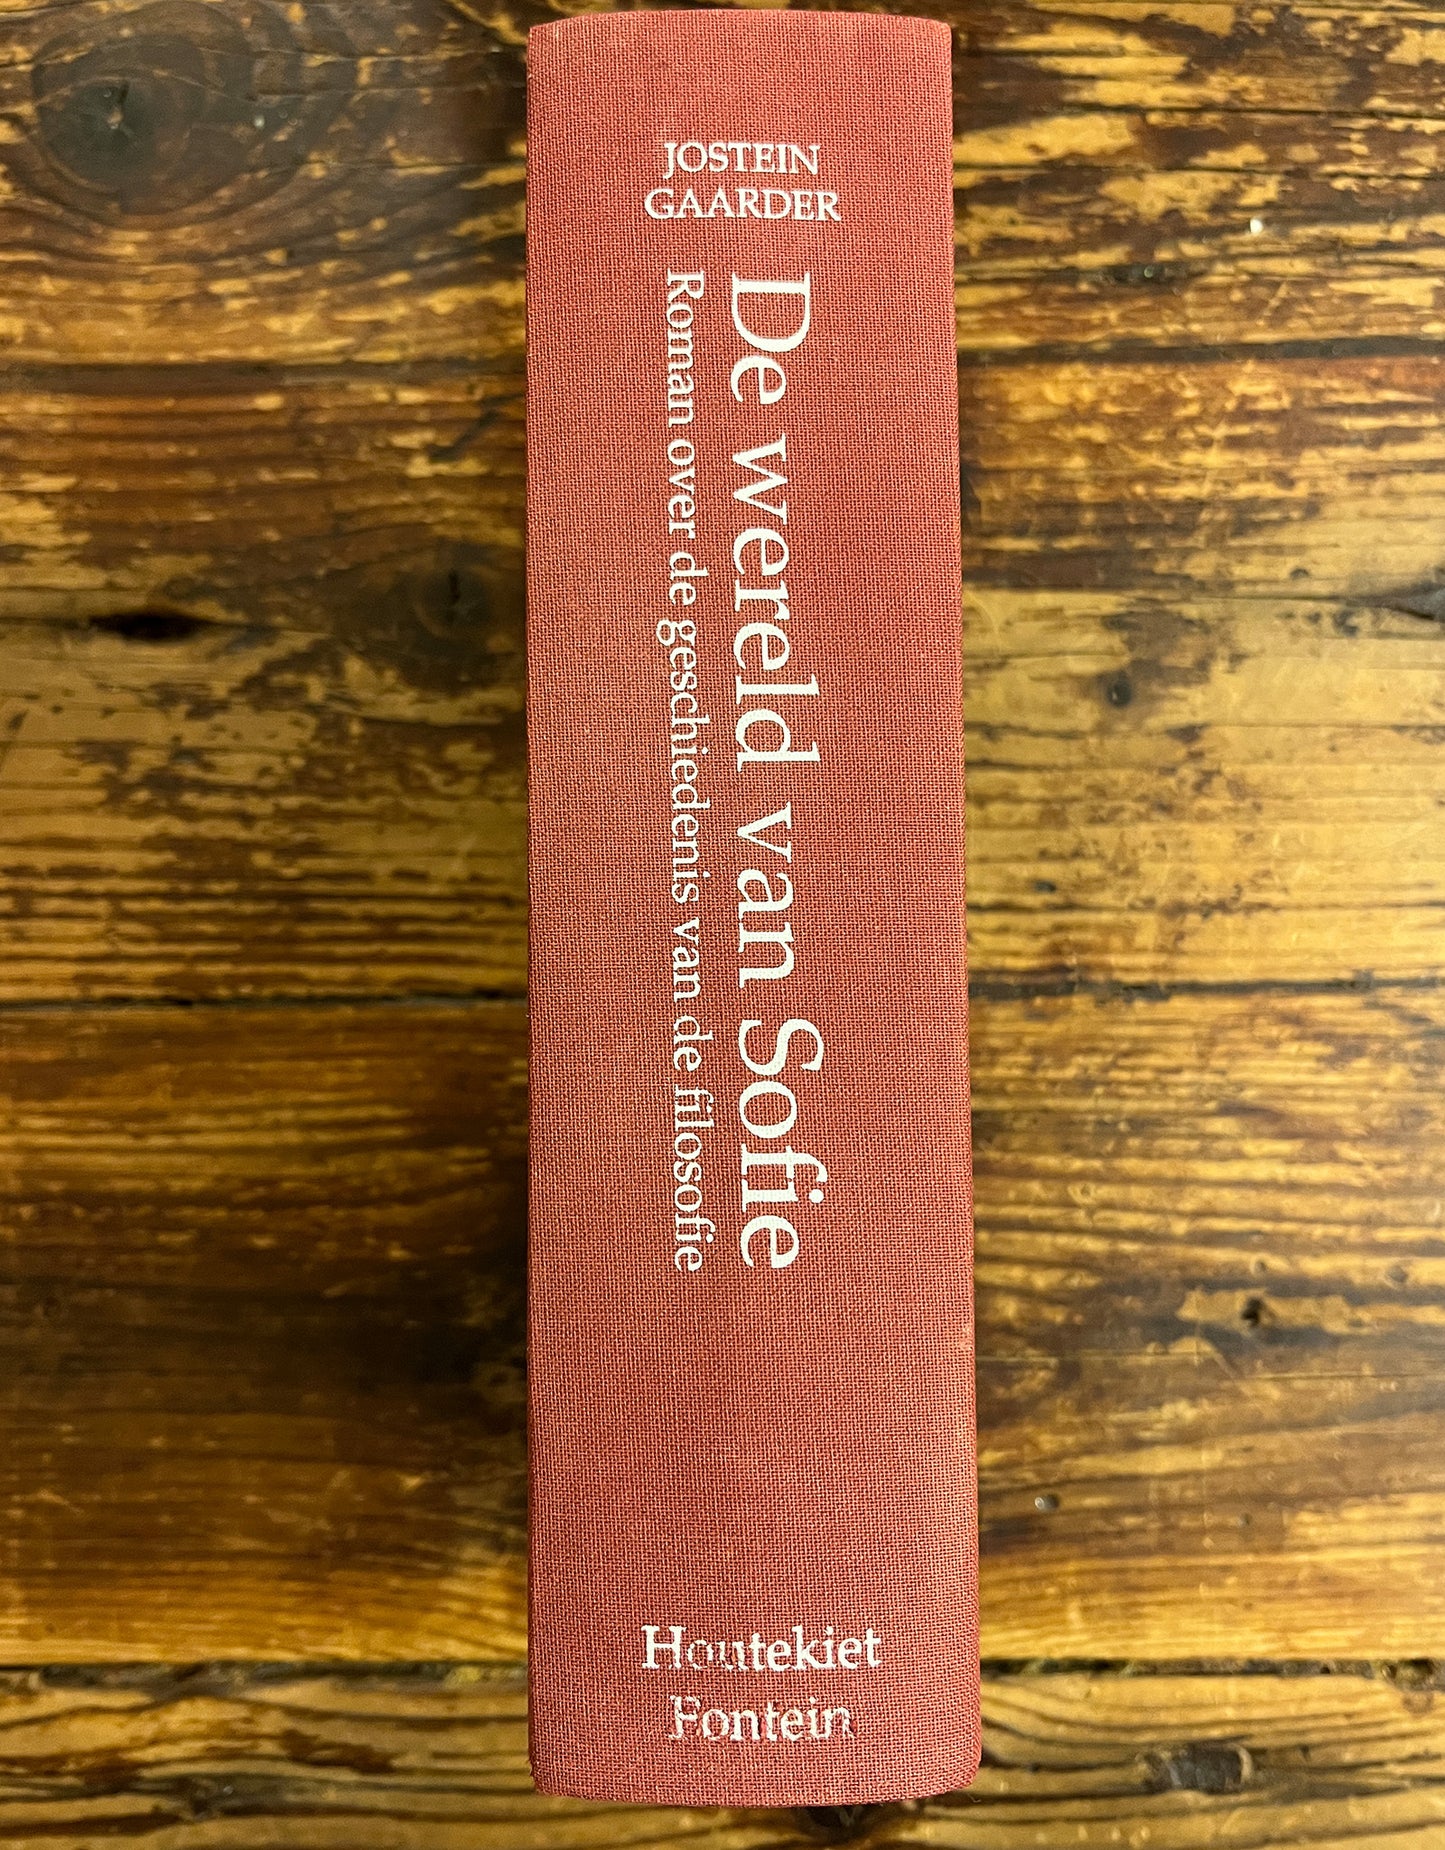 JOSTEIN
GAARDER
De wereld van Sofie
Roman over de geschiedenis van de filosofie
Houtekiet
Fontein